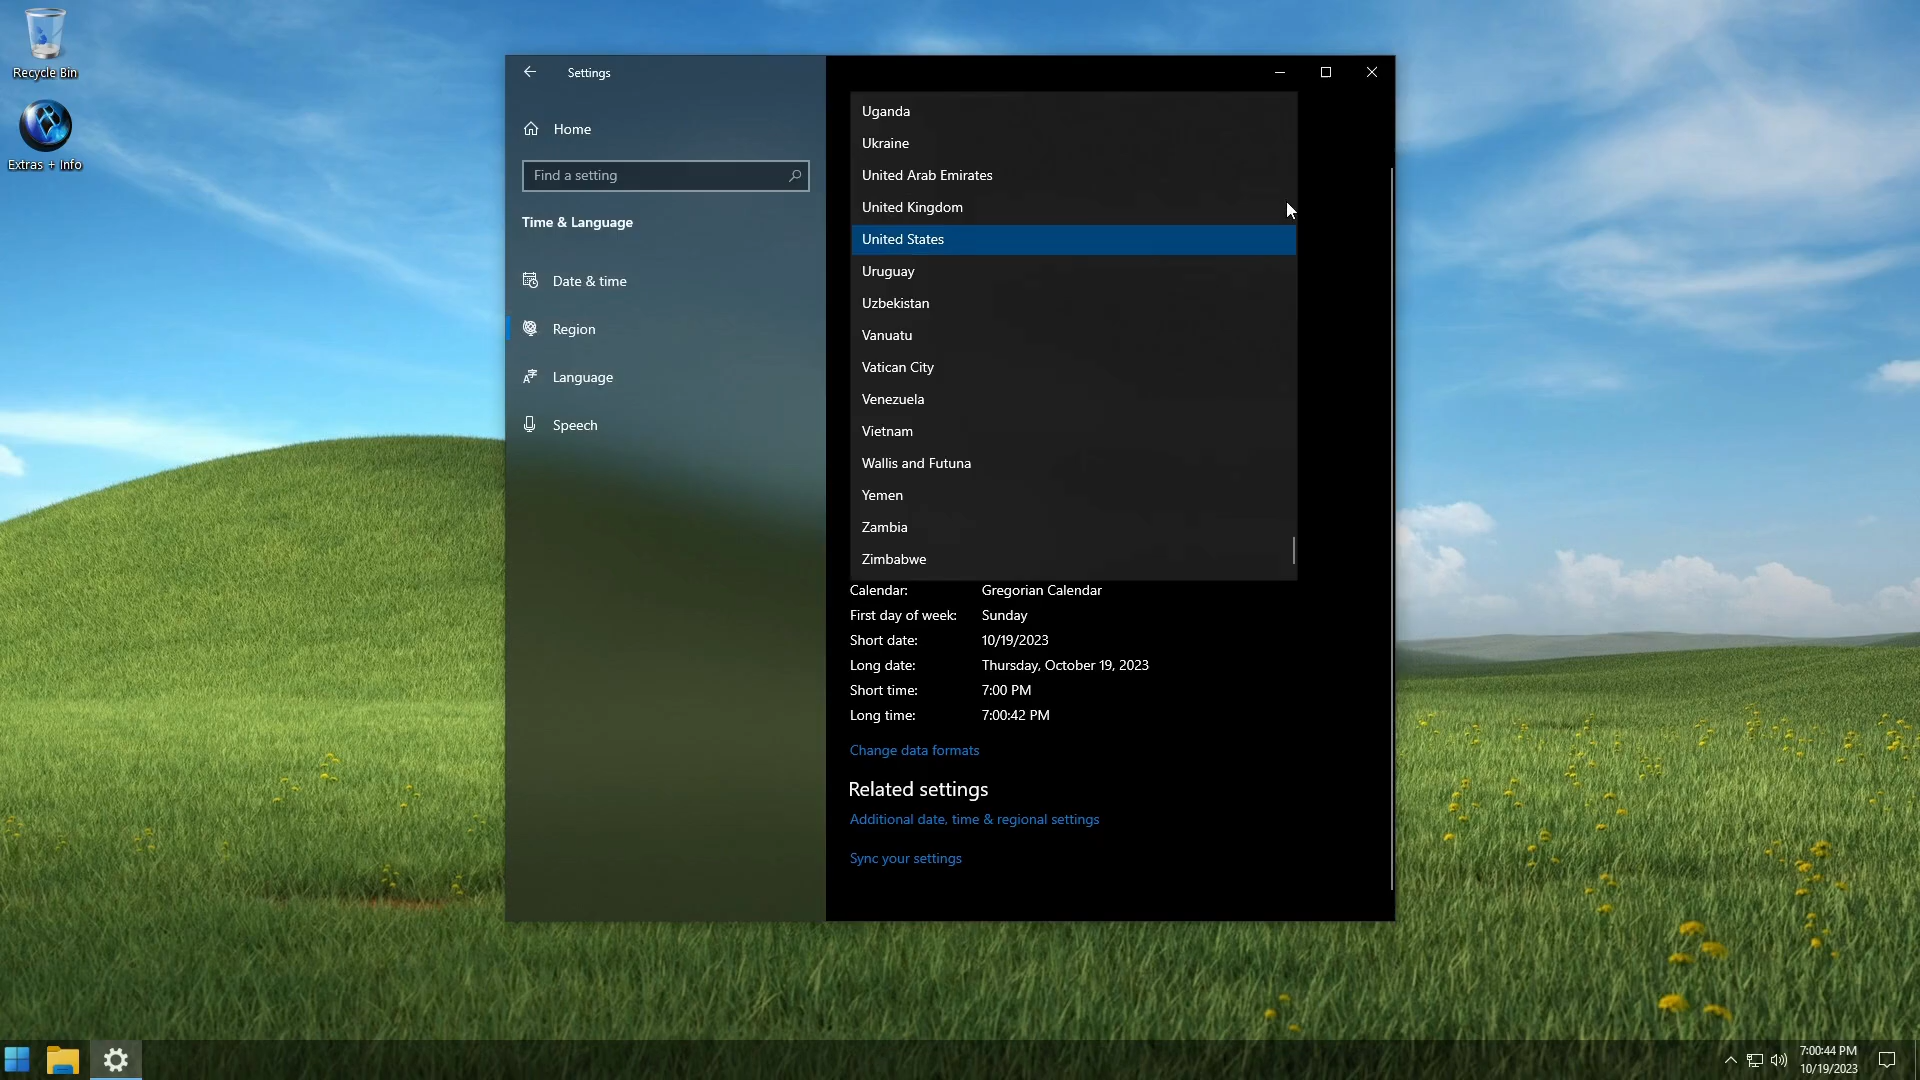 Recycle Bin
Extras + Info
Settings
Home
Find a setting
Time & Language
Date & time
Region
Language
Speech
Uganda
Ukraine
United Arab Emirates
United Kingdom
United States
Uruguay
Uzbekistan
Vanuatu
Vatican City
Venezuela
Vietnam
Wallis and Futuna
Yemen
Zambia
Zimbabwe
Calendar: Gregorian Calendar
First day of week: Sunday
Short date: 10/19/2023
Long date: Thursday, October 19, 2023
Short time: 7:00 PM
Long time: 7:00:42 PM
Change data formats
Related settings
Additional date, time & regional settings
Sync your settings
7:00:44 PM
10/19/2023